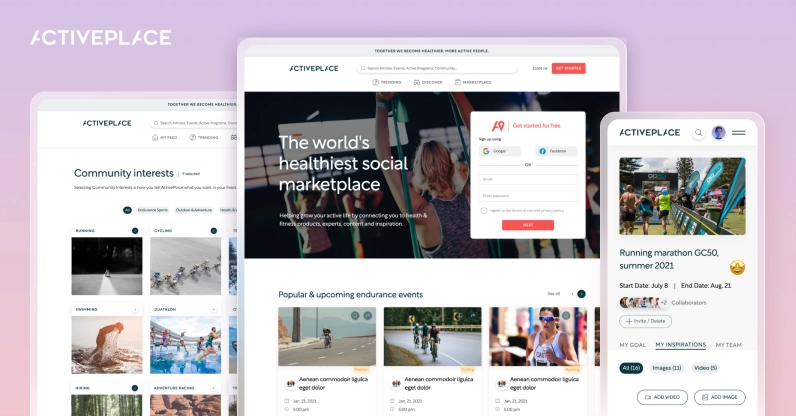 ACTIVEPLACE
TOGETHER WE BECOME HEALTHIER,
Search Articles, Events, Active Programs, Com
MY FEED
TRENDING
Community interests
selected
Selecting Community Interests is how you tell ActivePlace what you want in your Feed
All
Endurance Sports
Outdoor & Adventure
Health &
RUNNING
CYCLING
SWIMMING
DUATHLON
HIKING
ADVENTURE RACING
TOGETHER WE BECOME HEALTHIER, MORE ACTIVE PEOPLE.
ACTIVEPLACE
Search Articles, Events, Active Programs, Community...
SIGN IN
GET STARTED
TRENDING
DISCOVER
MARKETPLACE
The world's
healthiest social
marketplace
Helping grow your active life by connecting you to health &
fitness products, experts, content and inspiration.
Get started for free.
Sign up using
Google
Facebook
OR
Email
Enter password
I agree to the terms of use and privacy policy
NEXT
Popular & upcoming endurance events
See all
Aenean commodoir ligulca
eget dolor
Jan, 21, 2021
5:00 pm
Cycling
Aenean commodoir ligulca
eget dolor
Jan, 21, 2021
5:00 pm
Running
Aenean commodoir ligulca
eget dolor
Jan, 21, 2021
5:00 pm
ACTIVEPLACE
Running marathon GC50,
summer 2021
Start Date: July 8 | End Date: Aug, 21
+2 Collaborators
+ Invite / Delete
MY GOAL
MY INSPIRATIONS
MY TEAM
All (16)
Images (11)
Video (5)
ADD VIDEO
ADD IMAGE